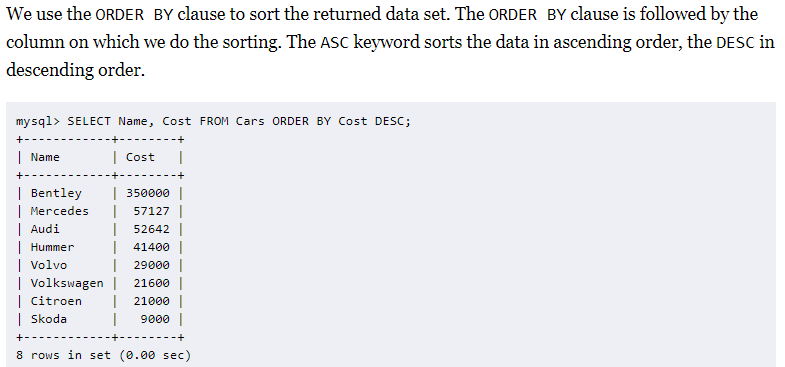 We use the ORDER BY clause to sort the returned data set. The ORDER BY clause is followed by the
column on which we do the sorting. The ASC keyword sorts the data in ascending order, the DESC in
descending order.
mysql> SELECT Name, Cost FROM Cars ORDER BY Cost DESC;
+------------+--------+
| Name       | Cost   |
+------------+--------+
| Bentley    | 350000 |
| Mercedes   |  57127 |
| Audi       |  52642 |
| Hummer     |  41400 |
| Volvo      |  29000 |
| Volkswagen |  21600 |
| Citroen    |  21000 |
| Skoda      |   9000 |
+------------+--------+
8 rows in set (0.00 sec)